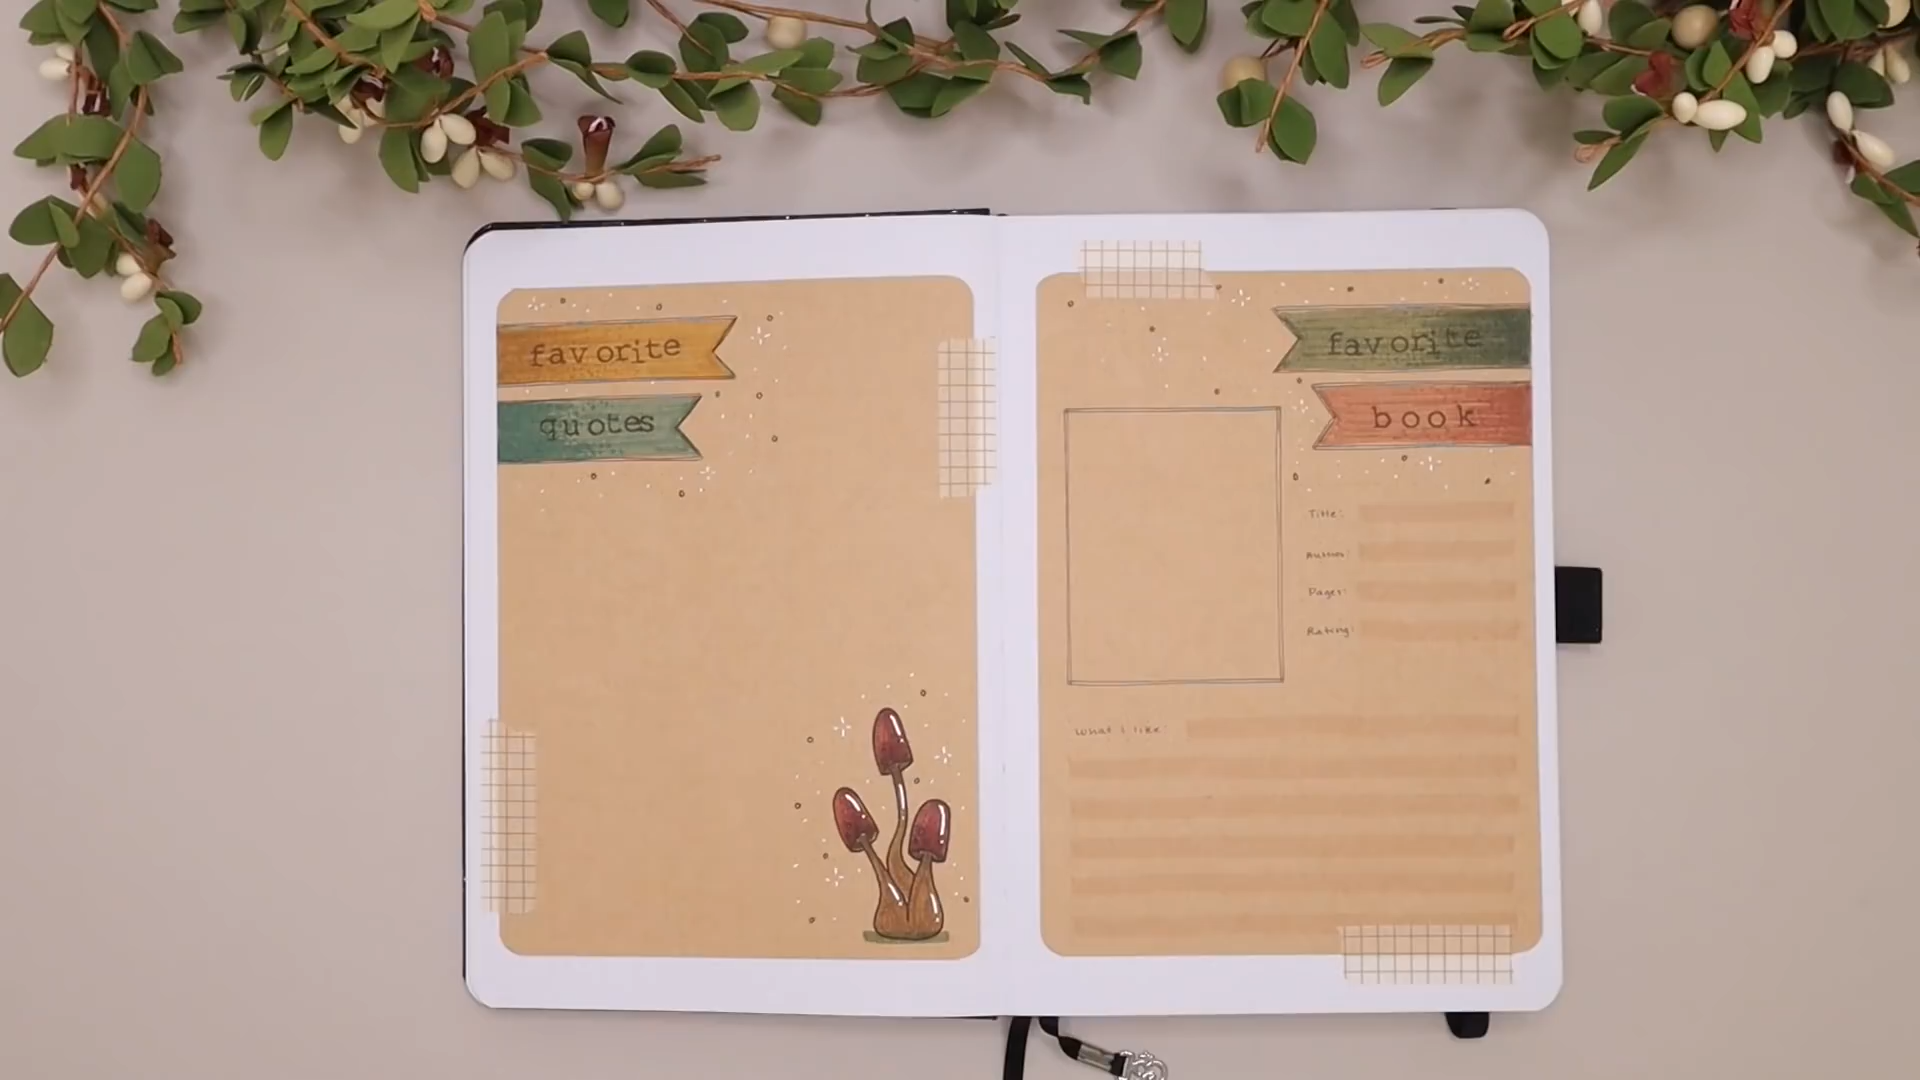 favorite
quotes
favorite
book
Title:
Author:
Pages:
Rating:
What I like: